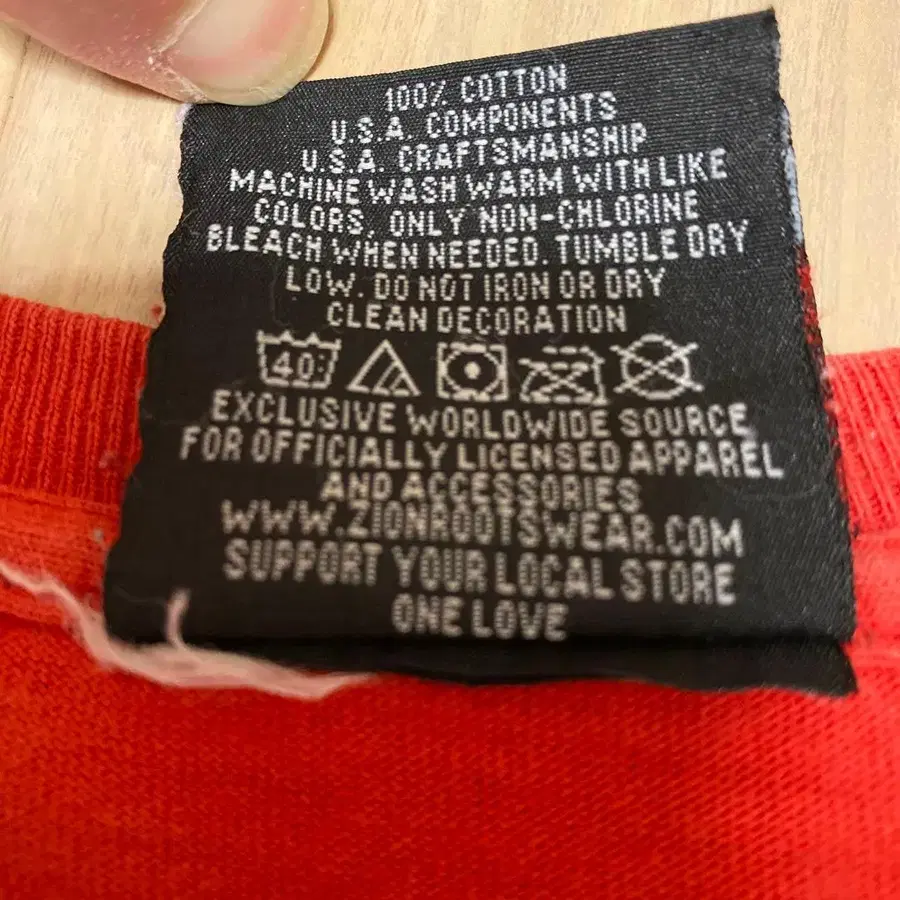 100% COTTON
U.S.A. COMPONENTS
U.S.A. CRAFTSMANSHIP
MACHINE WASH WARM WITH LIKE
COLORS, ONLY NON-CHLORINE
BLEACH WHEN NEEDED. TUMBLE DRY
LOW. DO NOT IRON OR DRY
CLEAN DECORATION
40
EXCLUSIVE WORLDWIDE SOURCE
FOR OFFICIALLY LICENSED APPAREL
AND ACCESSORIES
WWW.ZIONROOTSWEAR.COM
SUPPORT YOUR LOCAL STORE
ONE LOVE